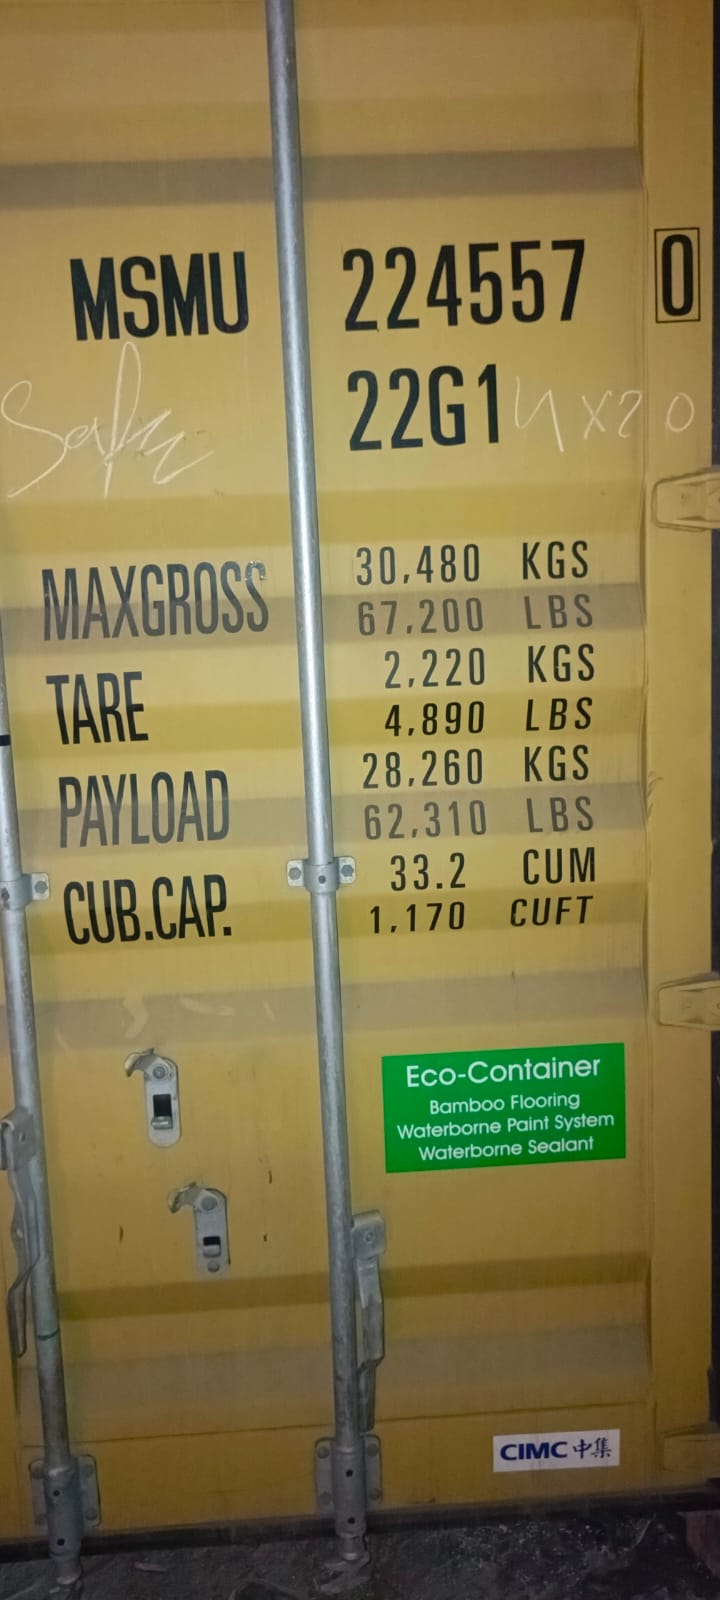 MSMU 224557 0
22G1
4x20
MAXGROSS 30,480 KGS
67,200 LBS
TARE 2,220 KGS
4,890 LBS
PAYLOAD 28,260 KGS
62,310 LBS
CUB.CAP. 33.2 CUM
1,170 CUFT
Eco-Container
Bamboo Flooring
Waterborne Paint System
Waterborne Sealant
CIMC 中集